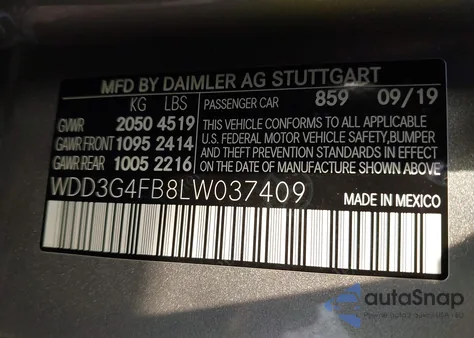 MFD BY DAIMLER AG STUTTGART
KG LBS
GVWR 2050 4519
GAWR FRONT 1095 2414
GAWR REAR 1005 2216
PASSENGER CAR 859 09/19
THIS VEHICLE CONFORMS TO ALL APPLICABLE
U.S. FEDERAL MOTOR VEHICLE SAFETY,BUMPER
AND THEFT PREVENTION STANDARDS IN EFFECT
ON THE DATE OF MANUFACTURE SHOWN ABOVE
WDD3G4FB8LW037409
MADE IN MEXICO
autoSnap